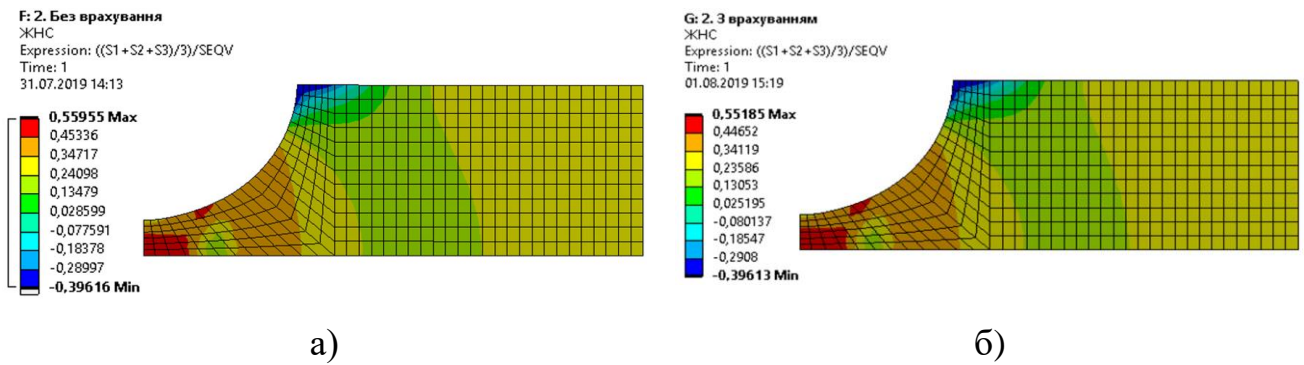 F: 2. Без врахування
ЖНС
Expression: ((S1+S2+S3)/3)/SEQV
Time: 1
31.07.2019 14:13
0,55955 Max
0,45336
0,34717
0,24098
0,13479
0,028599
-0,077591
-0,18378
-0,28997
-0,39616 Min
а)
G: 2. З врахуванням
ЖНС
Expression: ((S1+S2+S3)/3)/SEQV
Time: 1
01.08.2019 15:19
0,55185 Max
0,44652
0,34119
0,23586
0,13053
0,025195
-0,080137
-0,18547
-0,2908
-0,39613 Min
б)